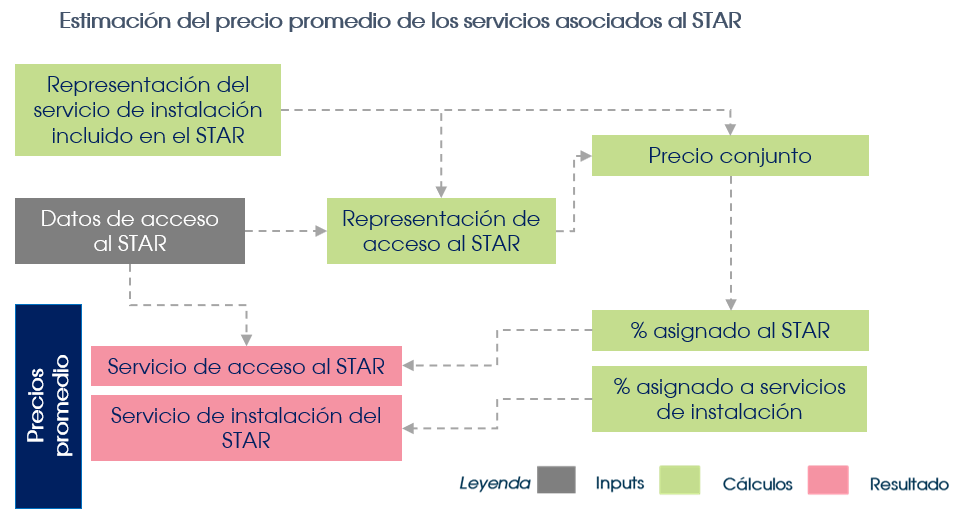 Estimación del precio promedio de los servicios asociados al STAR
Representación del
servicio de instalación
incluido en el STAR
Precio conjunto
Datos de acceso
al STAR
Representación de
acceso al STAR
% asignado al STAR
Precios
promedio
Servicio de acceso al STAR
% asignado a servicios
de instalación
Servicio de instalación del
STAR
Leyenda Inputs Cálculos Resultado